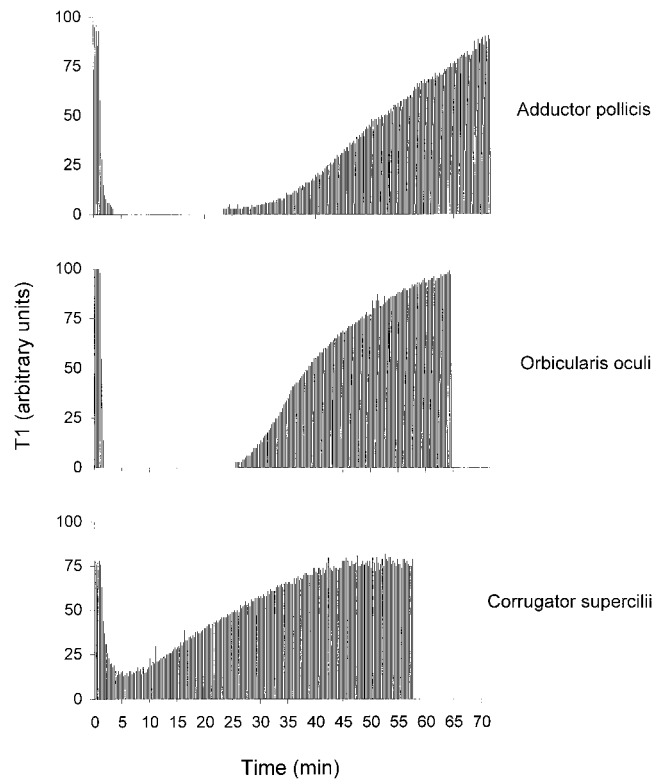 100
75
50
25
0
Adductor pollicis
100
75
50
25
0
Orbicularis oculi
T1 (arbitrary units)
100
75
50
25
0
Corrugator supercilii
0 5 10 15 20 25 30 35 40 45 50 55 60 65 70
Time (min)